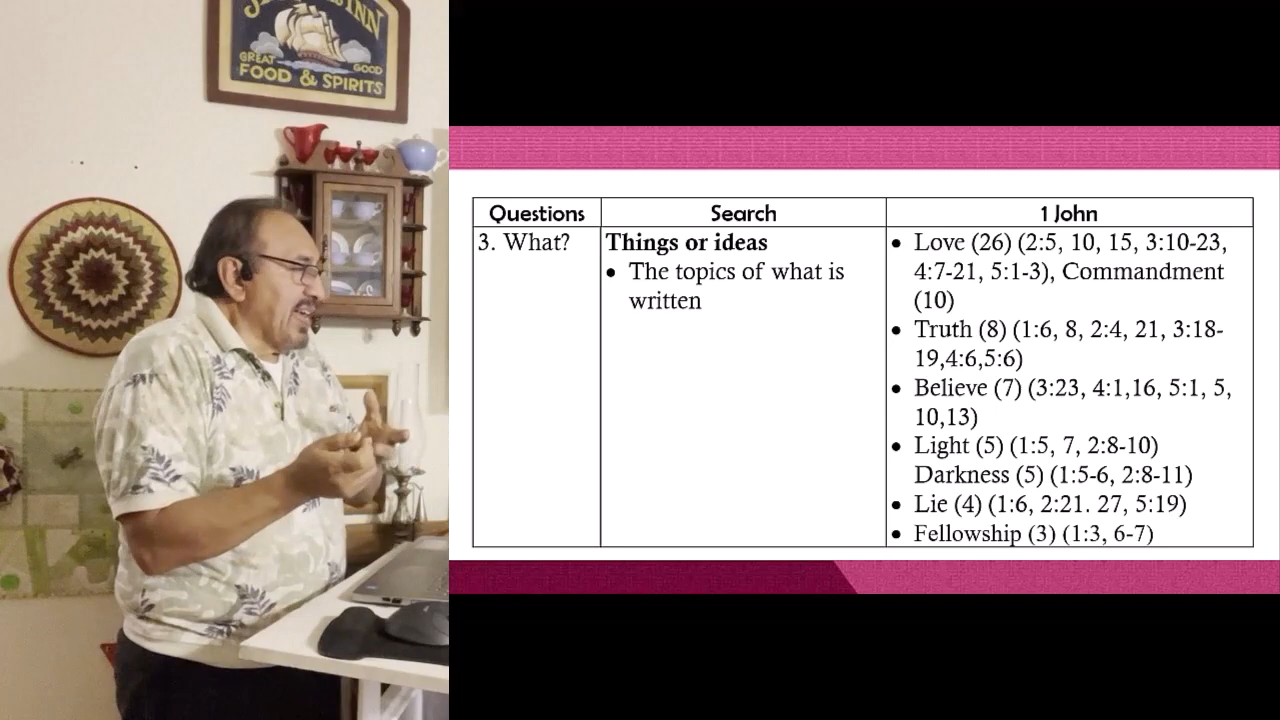 INN
GREAT GOOD
FOOD & SPIRITS
Questions Search 1 John
3. What? Things or ideas
• The topics of what is
written
• Love (26) (2:5, 10, 15, 3:10-23,
4:7-21, 5:1-3), Commandment
(10)
• Truth (8) (1:6, 8, 2:4, 21, 3:18-
19,4:6,5:6)
• Believe (7) (3:23, 4:1,16, 5:1, 5,
10,13)
• Light (5) (1:5, 7, 2:8-10)
Darkness (5) (1:5-6, 2:8-11)
• Lie (4) (1:6, 2:21. 27, 5:19)
• Fellowship (3) (1:3, 6-7)